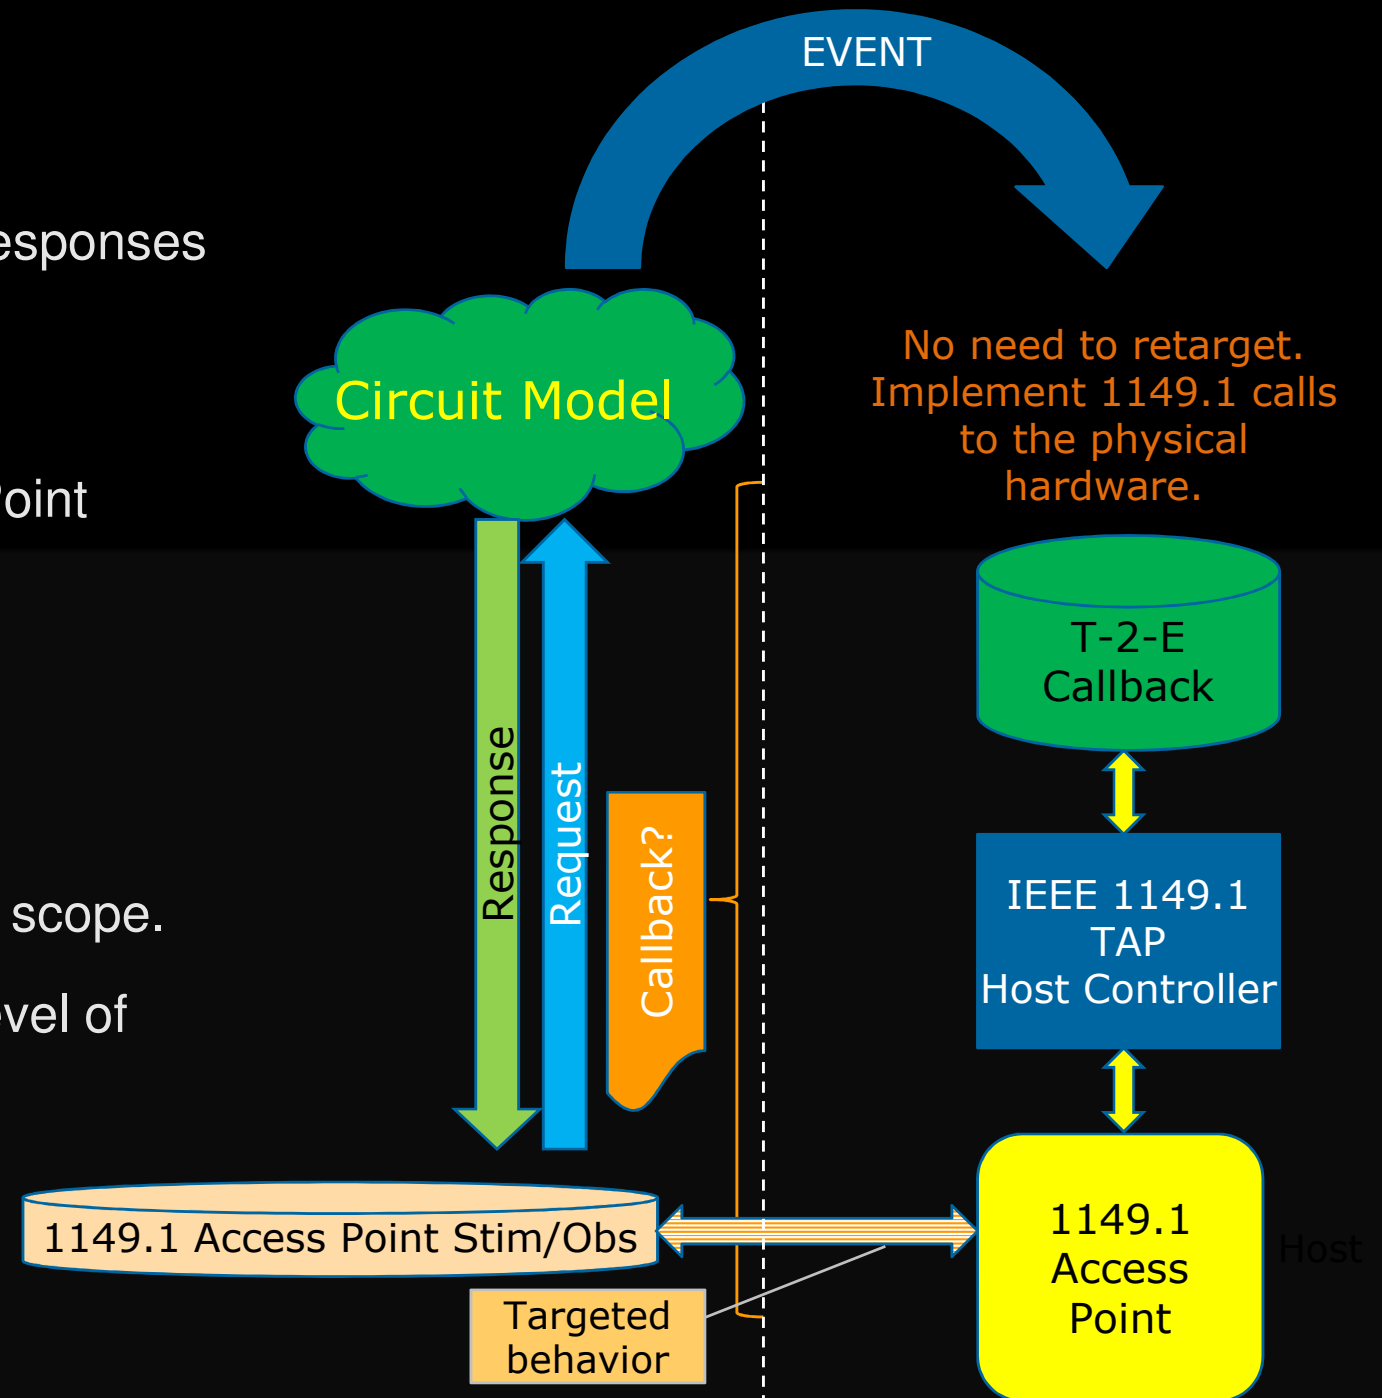 EVENT
esponses
No need to retarget.
Implement 1149.1 calls
to the physical
hardware.
Circuit Model
Point
T-2-E
Callback
Response
Request
Callback?
IEEE 1149.1
TAP
Host Controller
scope.
evel of
1149.1 Access Point Stim/Obs
1149.1
Access
Point
Host
Targeted
behavior